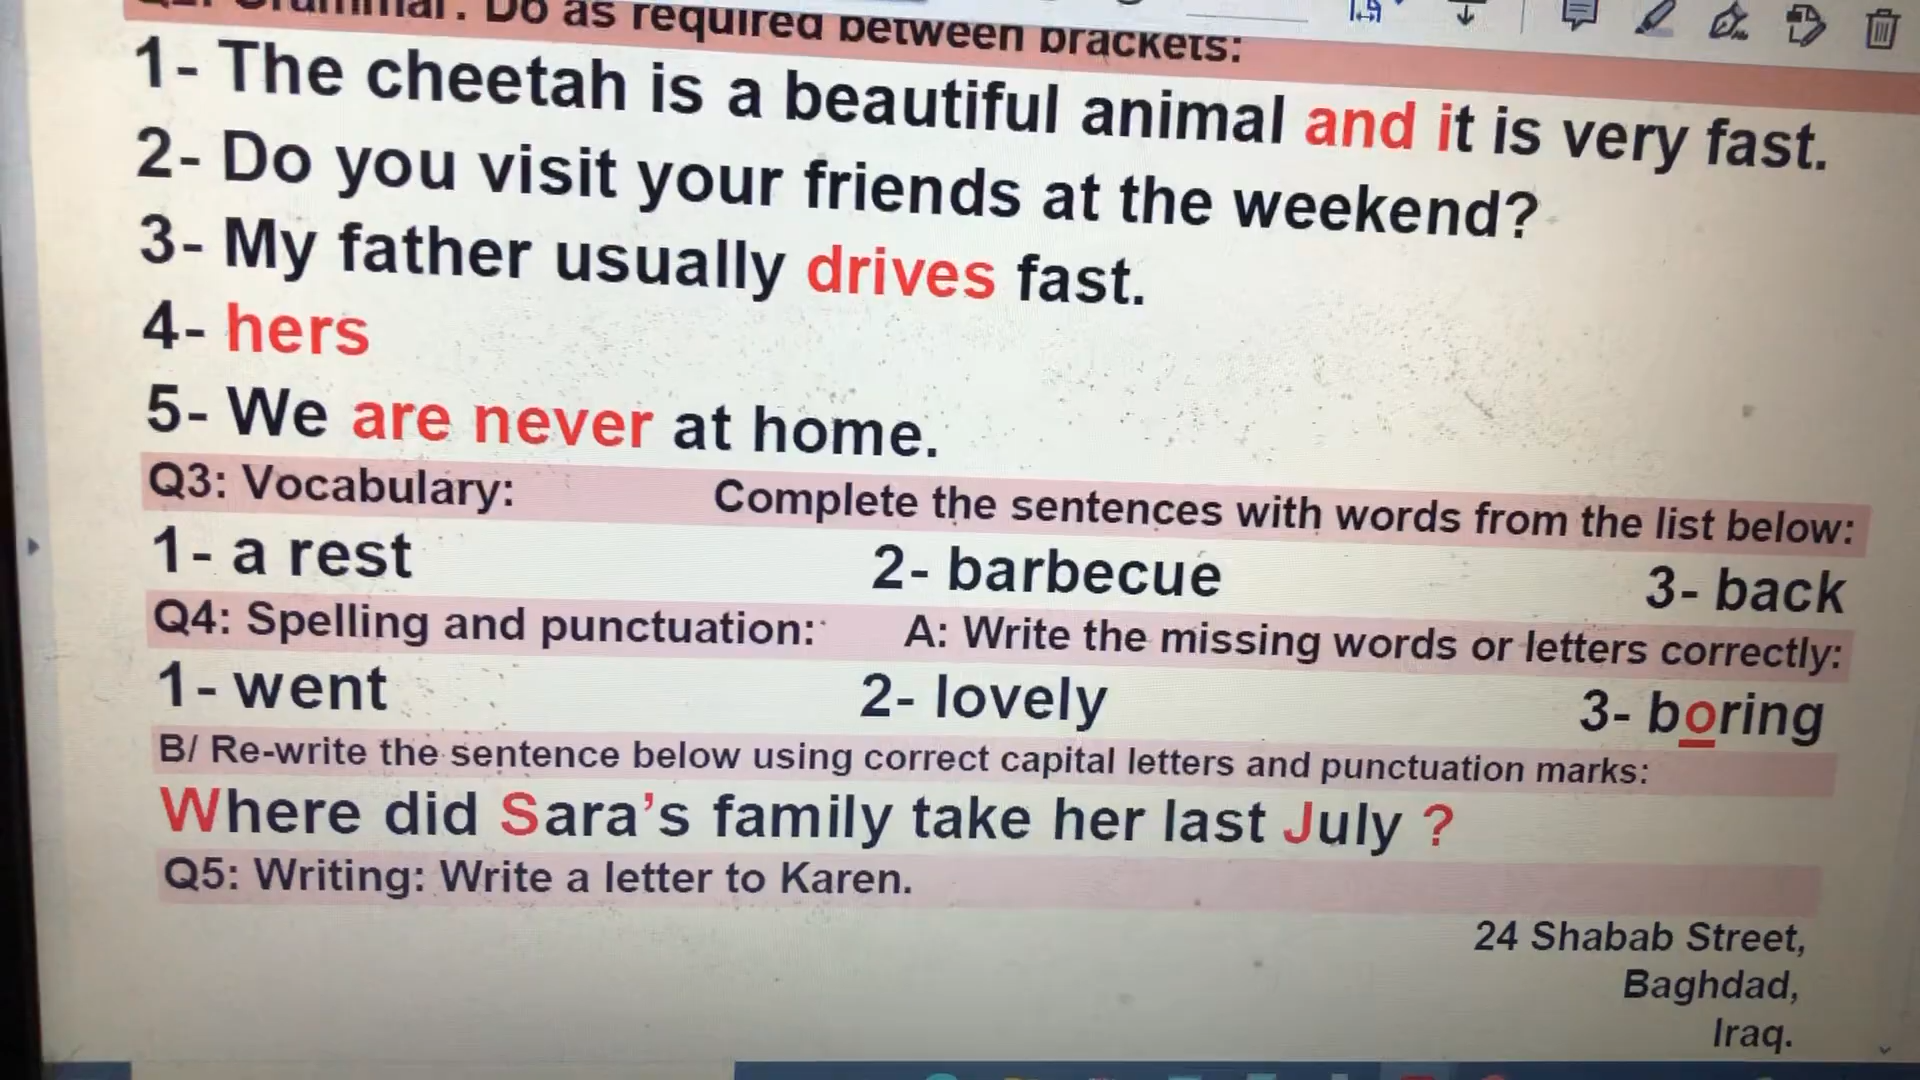 Grammar: Do as required between brackets:
1- The cheetah is a beautiful animal and it is very fast.
2- Do you visit your friends at the weekend?
3- My father usually drives fast.
4- hers
5- We are never at home.
Q3: Vocabulary: Complete the sentences with words from the list below:
1- a rest 2- barbecue 3- back
Q4: Spelling and punctuation: A: Write the missing words or letters correctly:
1- went 2- lovely 3- boring
B/ Re-write the sentence below using correct capital letters and punctuation marks:
Where did Sara's family take her last July ?
Q5: Writing: Write a letter to Karen.
24 Shabab Street,
Baghdad,
Iraq.